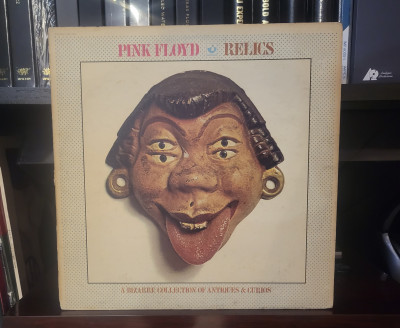 PINK FLOYD RELICS
A BIZARRE COLLECTION OF ANTIQUES & CURIOS